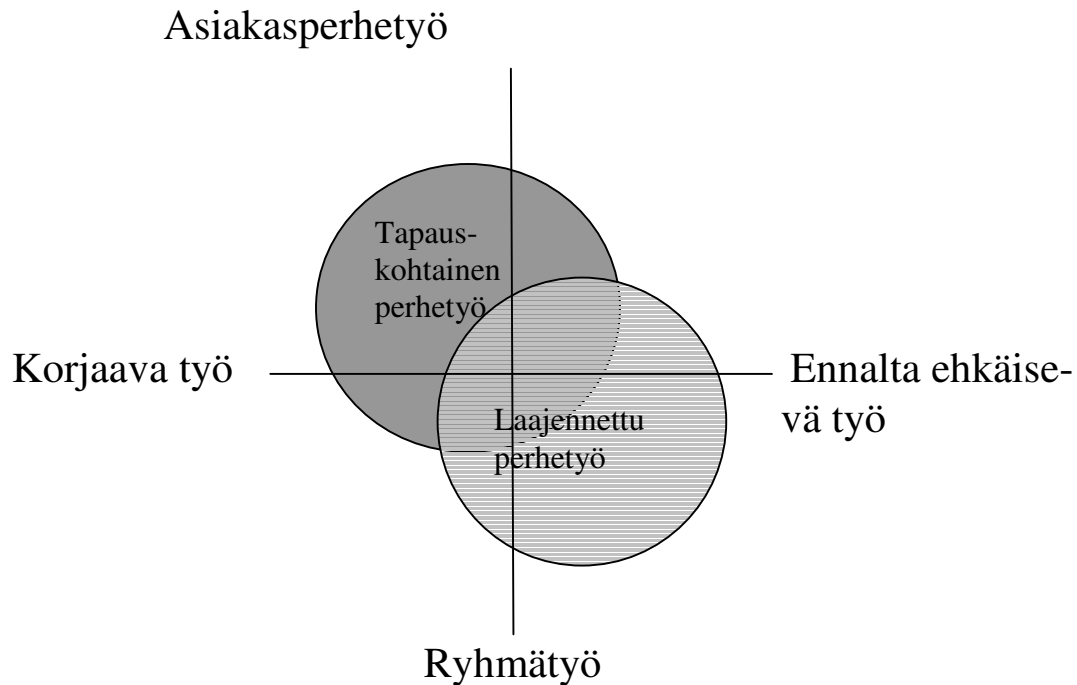 Asiakasperhetyö
Tapaus-
kohtainen
perhetyö
Korjaava työ
Ennalta ehkäise-
vä työ
Laajennettu
perhetyö
Ryhmätyö